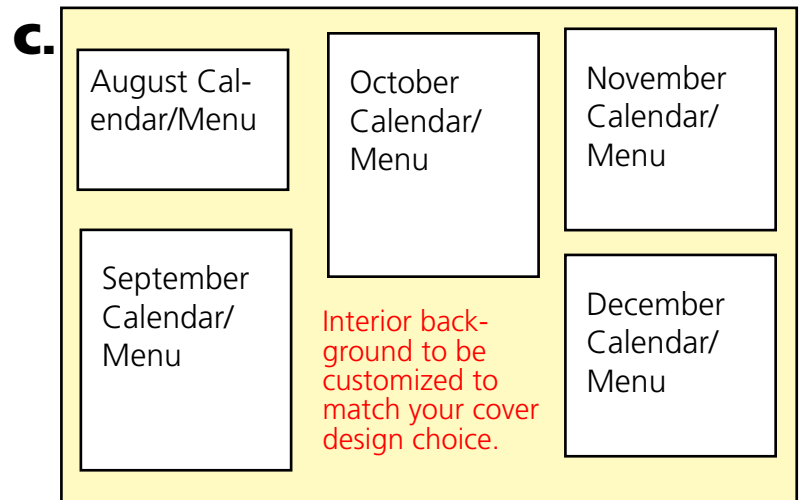 c.
August Cal-
endar/Menu
September
Calendar/
Menu
October
Calendar/
Menu
Interior back-
ground to be
customized to
match your cover
design choice.
November
Calendar/
Menu
December
Calendar/
Menu